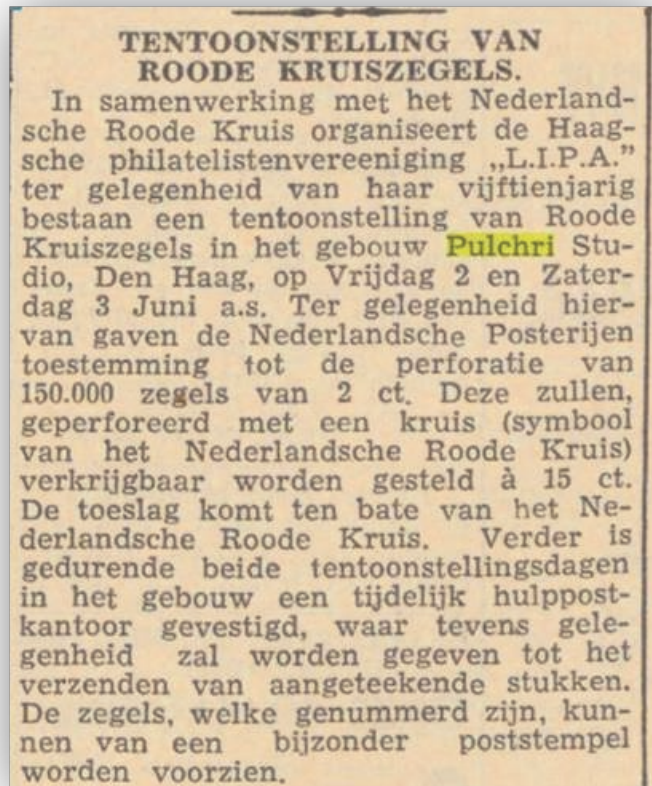 TENTOONSTELLING VAN
ROODE KRUISZEGELS.
In samenwerking met het Nederland-
sche Roode Kruis organiseert de Haag-
sche philatelistenvereeniging „L.I.P.A.”
ter gelegenheid van haar vijftienjarig
bestaan een tentoonstelling van Roode
Kruiszegels in het gebouw Pulchri Stu-
dio, Den Haag, op Vrijdag 2 en Zater-
dag 3 Juni a.s. Ter gelegenheid hier-
van gaven de Nederlandsche Posterijen
toestemming tot de perforatie van
150.000 zegels van 2 ct. Deze zullen,
geperforeerd met een kruis (symbool
van het Nederlandsche Roode Kruis)
verkrijgbaar worden gesteld à 15 ct.
De toeslag komt ten bate van het Ne-
derlandsche Roode Kruis. Verder is
gedurende beide tentoonstellingsdagen
in het gebouw een tijdelijk hulppost-
kantoor gevestigd, waar tevens gele-
genheid zal worden gegeven tot het
verzenden van aangeteekende stukken.
De zegels, welke genummerd zijn, kun-
nen van een bijzonder poststempel
worden voorzien.